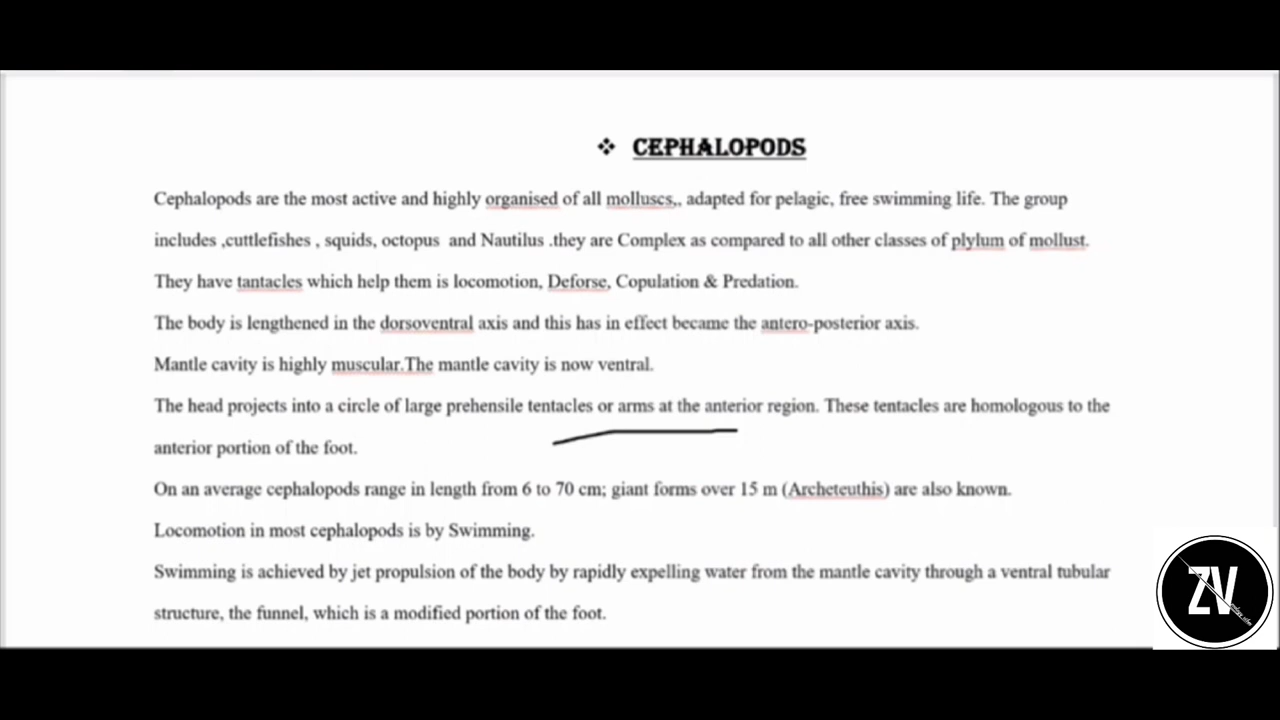 ❖ CEPHALOPODS
Cephalopods are the most active and highly organised of all molluscs,, adapted for pelagic, free swimming life. The group
includes ,cuttlefishes , squids, octopus and Nautilus .they are Complex as compared to all other classes of plylum of mollust.
They have tantacles which help them is locomotion, Deforse, Copulation & Predation.
The body is lengthened in the dorsoventral axis and this has in effect became the antero-posterior axis.
Mantle cavity is highly muscular.The mantle cavity is now ventral.
The head projects into a circle of large prehensile tentacles or arms at the anterior region. These tentacles are homologous to the
anterior portion of the foot.
On an average cephalopods range in length from 6 to 70 cm; giant forms over 15 m (Archeteuthis) are also known.
Locomotion in most cephalopods is by Swimming.
Swimming is achieved by jet propulsion of the body by rapidly expelling water from the mantle cavity through a ventral tubular
structure, the funnel, which is a modified portion of the foot.
ZV